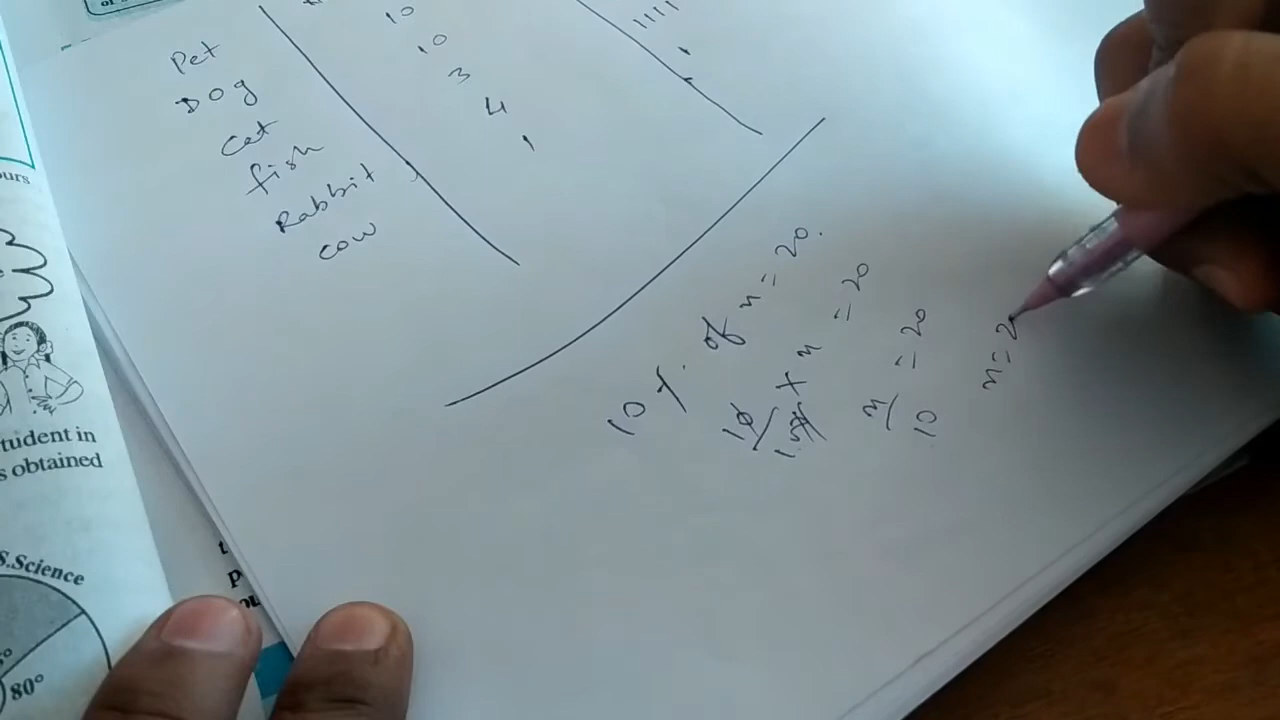 Pet
Dog
Cat
fish
Rabbit
Cow
10
10
3
4
1
10 % of x = 20.
10/100 × x = 20
x/10 = 20
x = 2
ours
tudent in
s obtained
S.Science
80°